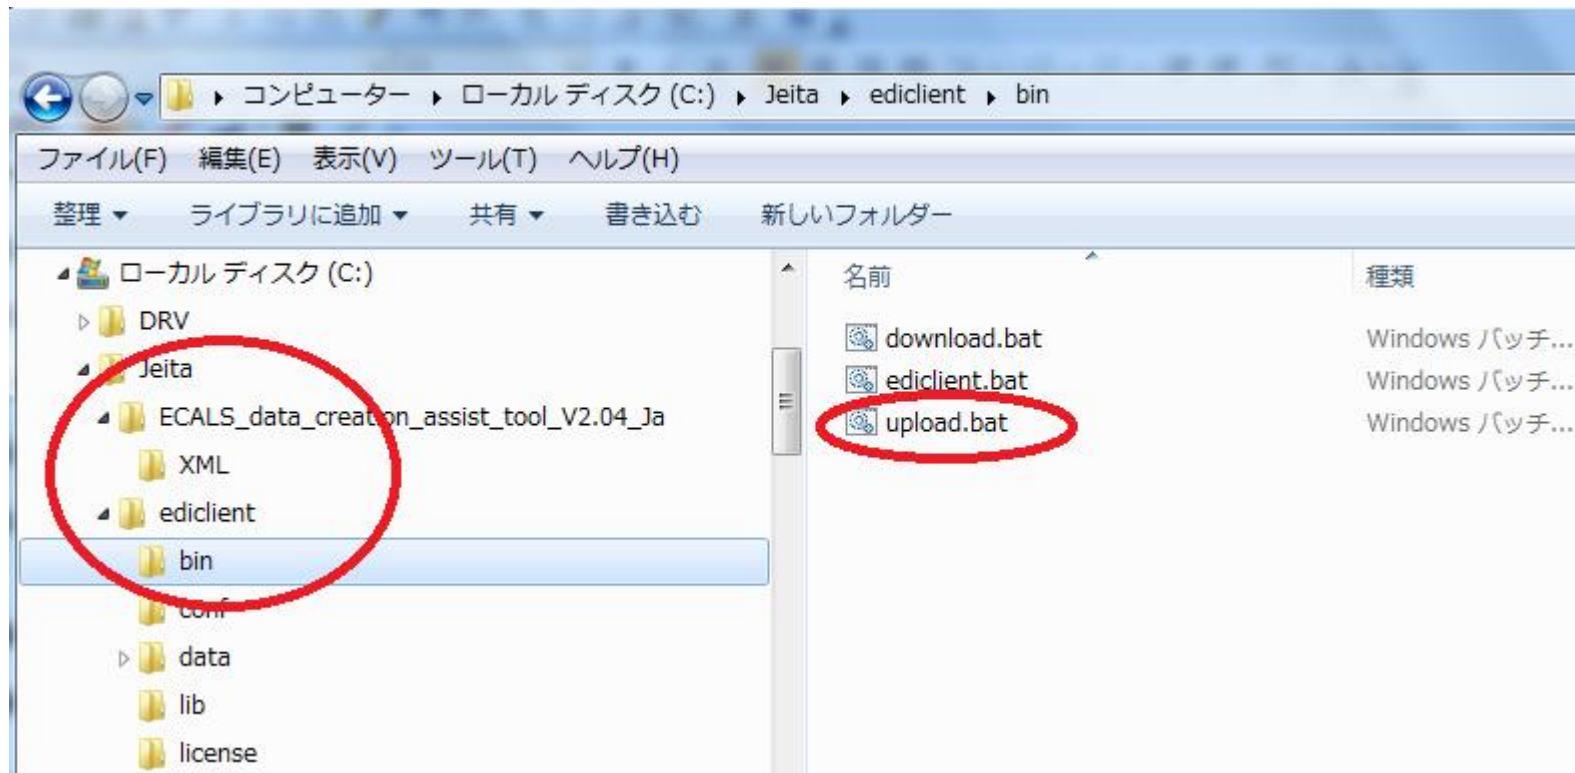 コンピューター ローカル ディスク (C:) Jeita ediclient bin
ファイル(F) 編集(E) 表示(V) ツール(T) ヘルプ(H)
整理 ライブラリに追加 共有 書き込む 新しいフォルダー
ローカル ディスク (C:)
DRV
Jeita
ECALS_data_creation_assist_tool_V2.04_Ja
XML
ediclient
bin
conf
data
lib
license
名前 種類
download.bat Windows バッチ...
ediclient.bat Windows バッチ...
upload.bat Windows バッチ...